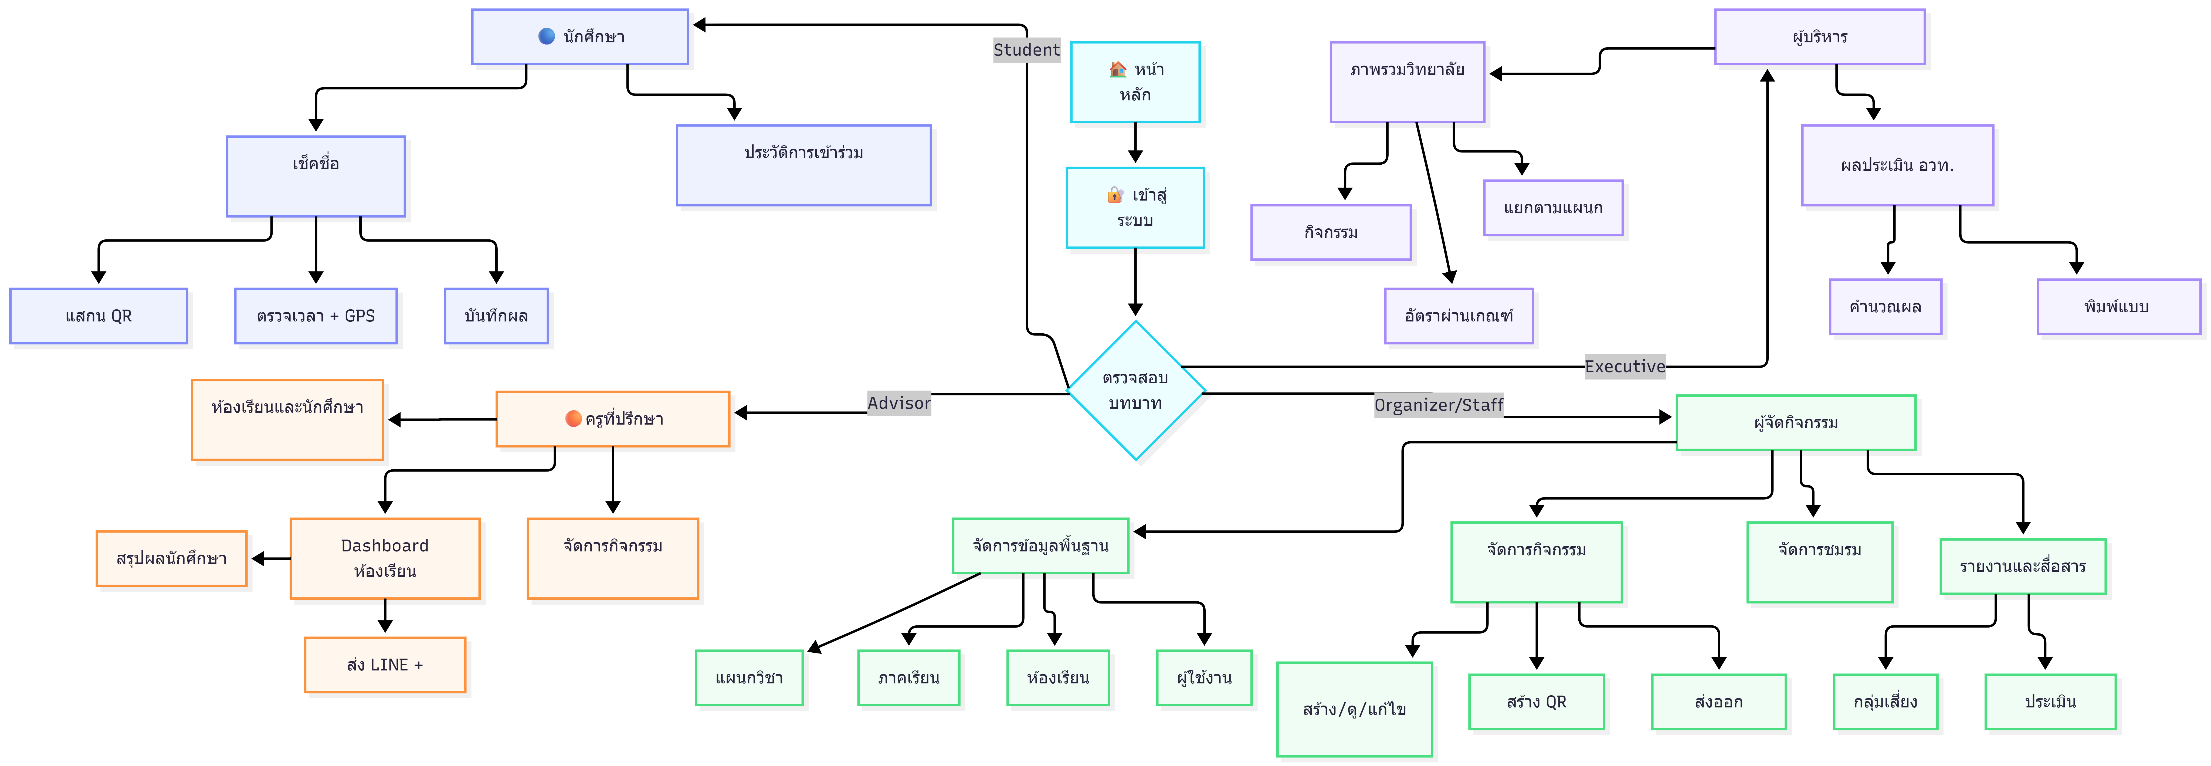 🔵 นักศึกษา
Student
🏠 หน้า
หลัก
ภาพรวมวิทยาลัย
ผู้บริหาร
เช็คชื่อ
ประวัติการเข้าร่วม
🔐 เข้าสู่
ระบบ
กิจกรรม
แยกตามแผนก
ผลประเมิน อวท.
แสกน QR
ตรวจเวลา + GPS
บันทึกผล
อัตราผ่านเกณฑ์
คำนวณผล
พิมพ์แบบ
ตรวจสอบ
บทบาท
Executive
Advisor
Organizer/Staff
ห้องเรียนและนักศึกษา
🔴 ครูที่ปรึกษา
ผู้จัดกิจกรรม
สรุปผลนักศึกษา
Dashboard
ห้องเรียน
จัดการกิจกรรม
จัดการข้อมูลพื้นฐาน
จัดการกิจกรรม
จัดการชมรม
รายงานและสื่อสาร
ส่ง LINE +
แผนกวิชา
ภาคเรียน
ห้องเรียน
ผู้ใช้งาน
สร้าง/ดู/แก้ไข
สร้าง QR
ส่งออก
กลุ่มเสี่ยง
ประเมิน